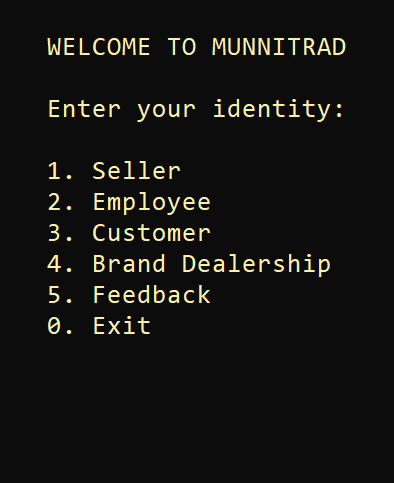 WELCOME TO MUNNITRAD
Enter your identity:
1. Seller
2. Employee
3. Customer
4. Brand Dealership
5. Feedback
0. Exit